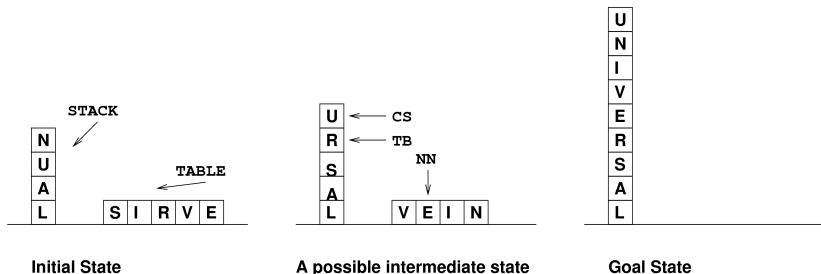 STACK
N
U
A
L
TABLE
S I R V E
Initial State
U
R
S
A
L
CS
TB
NN
V E I N
A possible intermediate state
U
N
I
V
E
R
S
A
L
Goal State